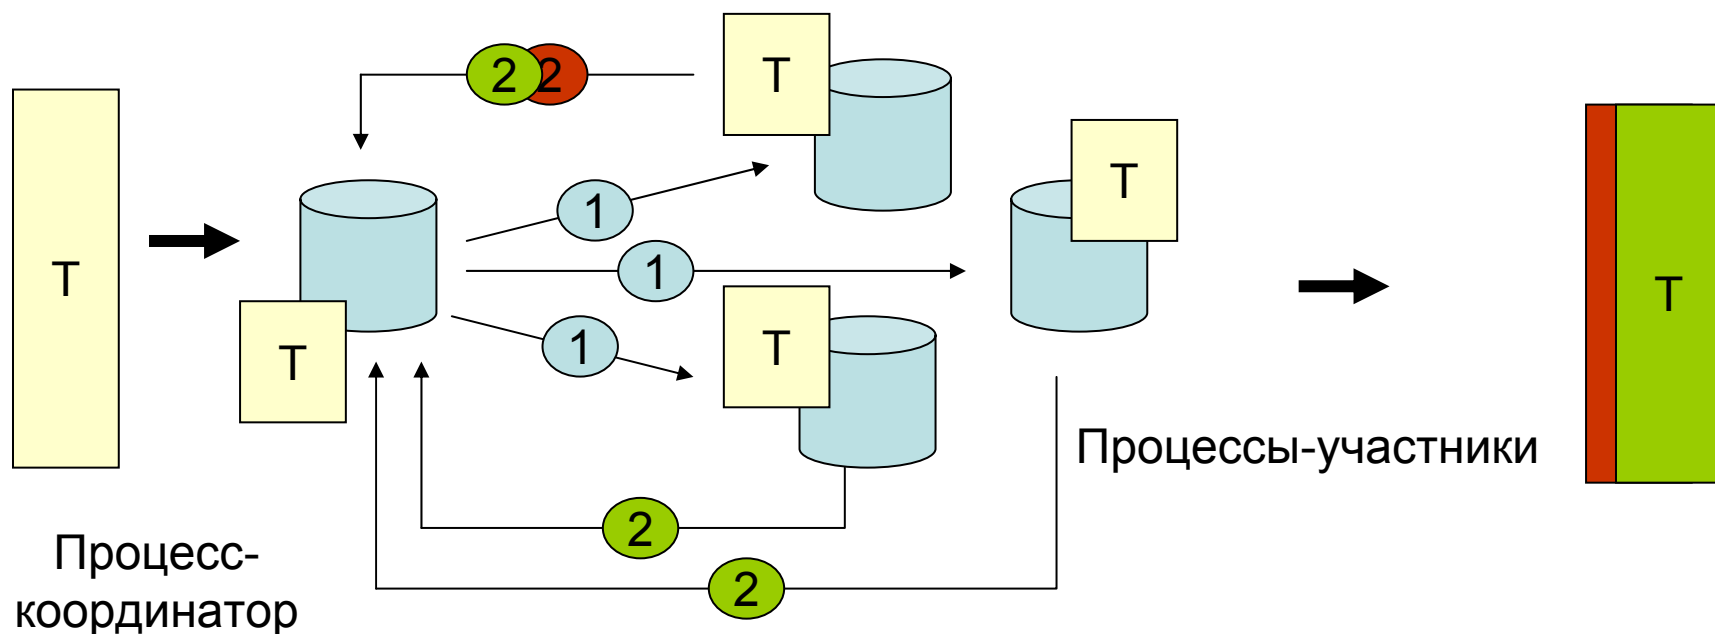 2 2
T
T
T
1
1
T
1
T
T
T
Процессы-участники
2
Процесс-
координатор
2